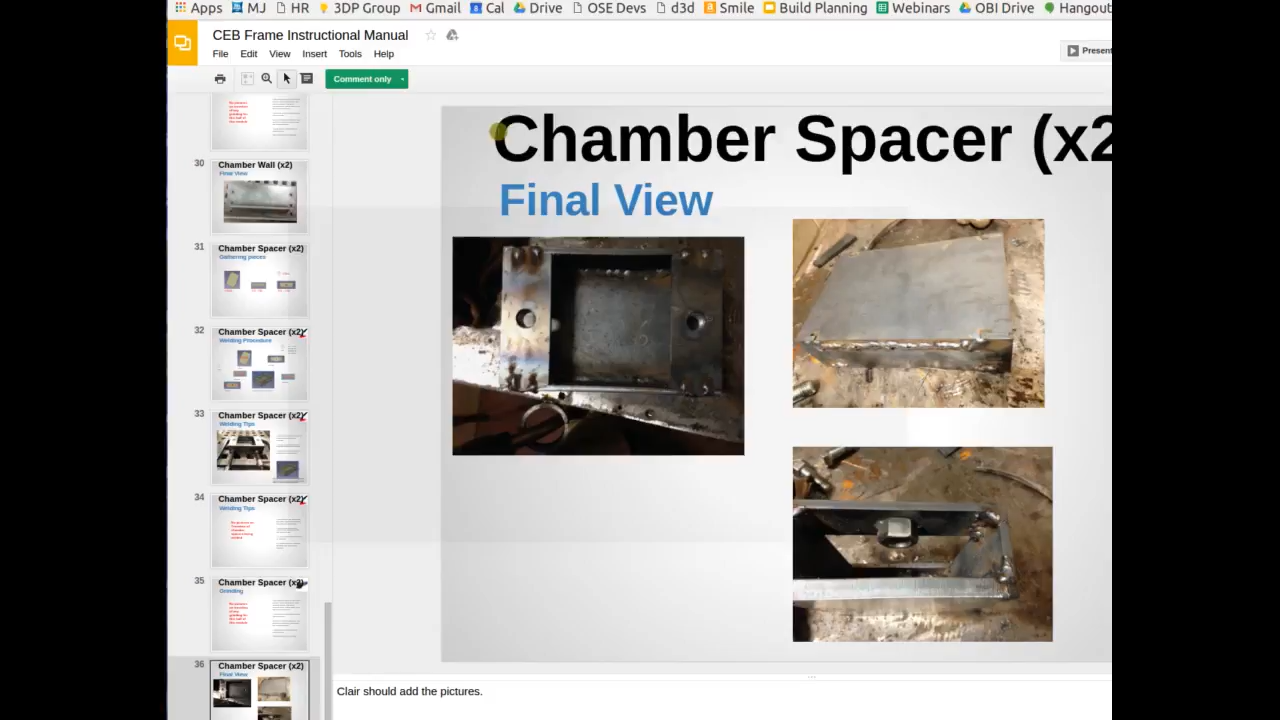 Apps MJ HR 3DP Group Gmail Cal Drive OSE Devs d3d Smile Build Planning Webinars OBI Drive Hangout
CEB Frame Instructional Manual
File Edit View Insert Tools Help
Present
Comment only
30
Chamber Wall (x2)
Final View
31
Chamber Spacer (x2)
Gathering pieces
32
Chamber Spacer (x2)
Welding Procedure
33
Chamber Spacer (x2)
Welding Tips
34
Chamber Spacer (x2)
Welding Tips
35
Chamber Spacer (x2)
Grinding
36
Chamber Spacer (x2)
Final View
Chamber Spacer (x2
Final View
Clair should add the pictures.